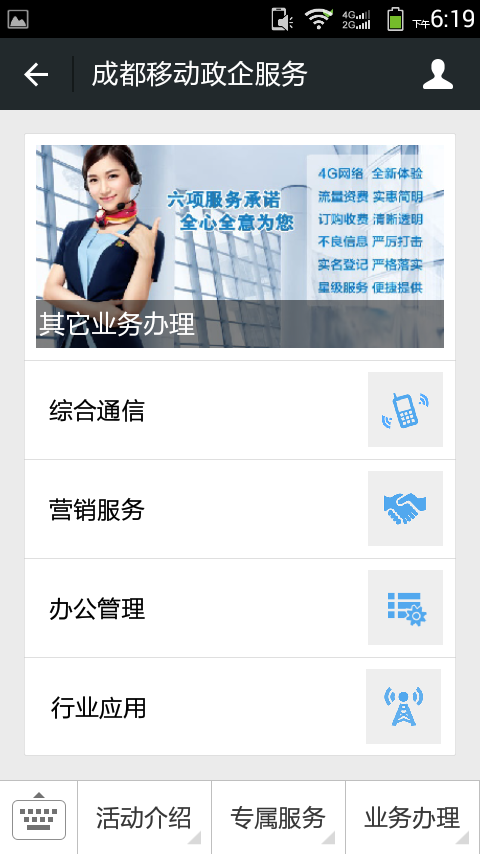 4G
2G
下午6:19
成都移动政企服务
六项服务承诺
全心全意为您
4G网络 全新体验
流量资费 实惠简明
订购收费 清晰透明
不良信息 严厉打击
实名登记 严格落实
星级服务 便捷提供
其它业务办理
综合通信
营销服务
办公管理
行业应用
活动介绍
专属服务
业务办理